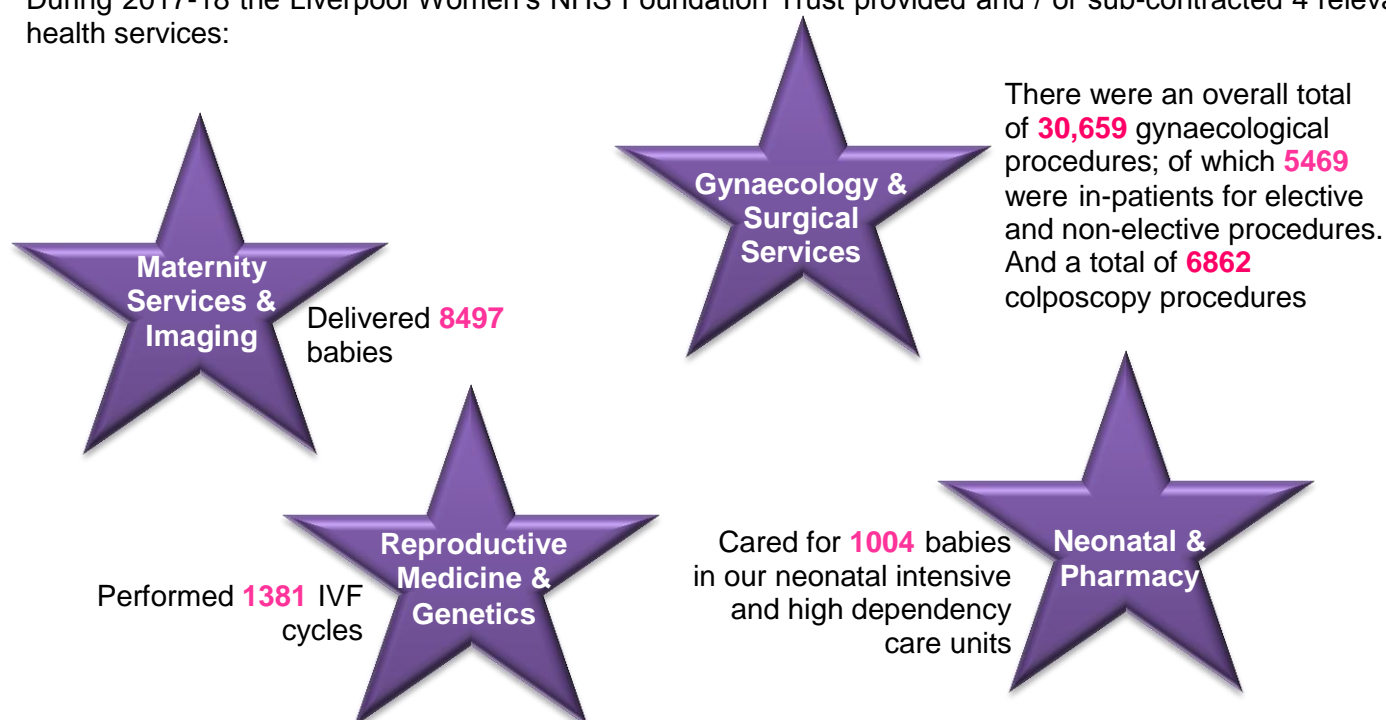 During 2017-18 the Liverpool Women's NHS Foundation Trust provided and / or sub-contracted 4
health services:
There were an overall total
of 30,659 gynaecological
procedures; of which 5469
were in-patients for elective
and non-elective procedures.
And a total of 6862
colposcopy procedures
Gynaecology &
Surgical
Services
Maternity
Services &
Imaging
Delivered 8497
babies
Reproductive
Medicine &
Genetics
Performed 1381 IVF
cycles
Cared for 1004 babies
in our neonatal intensive
and high dependency
care units
Neonatal &
Pharmacy